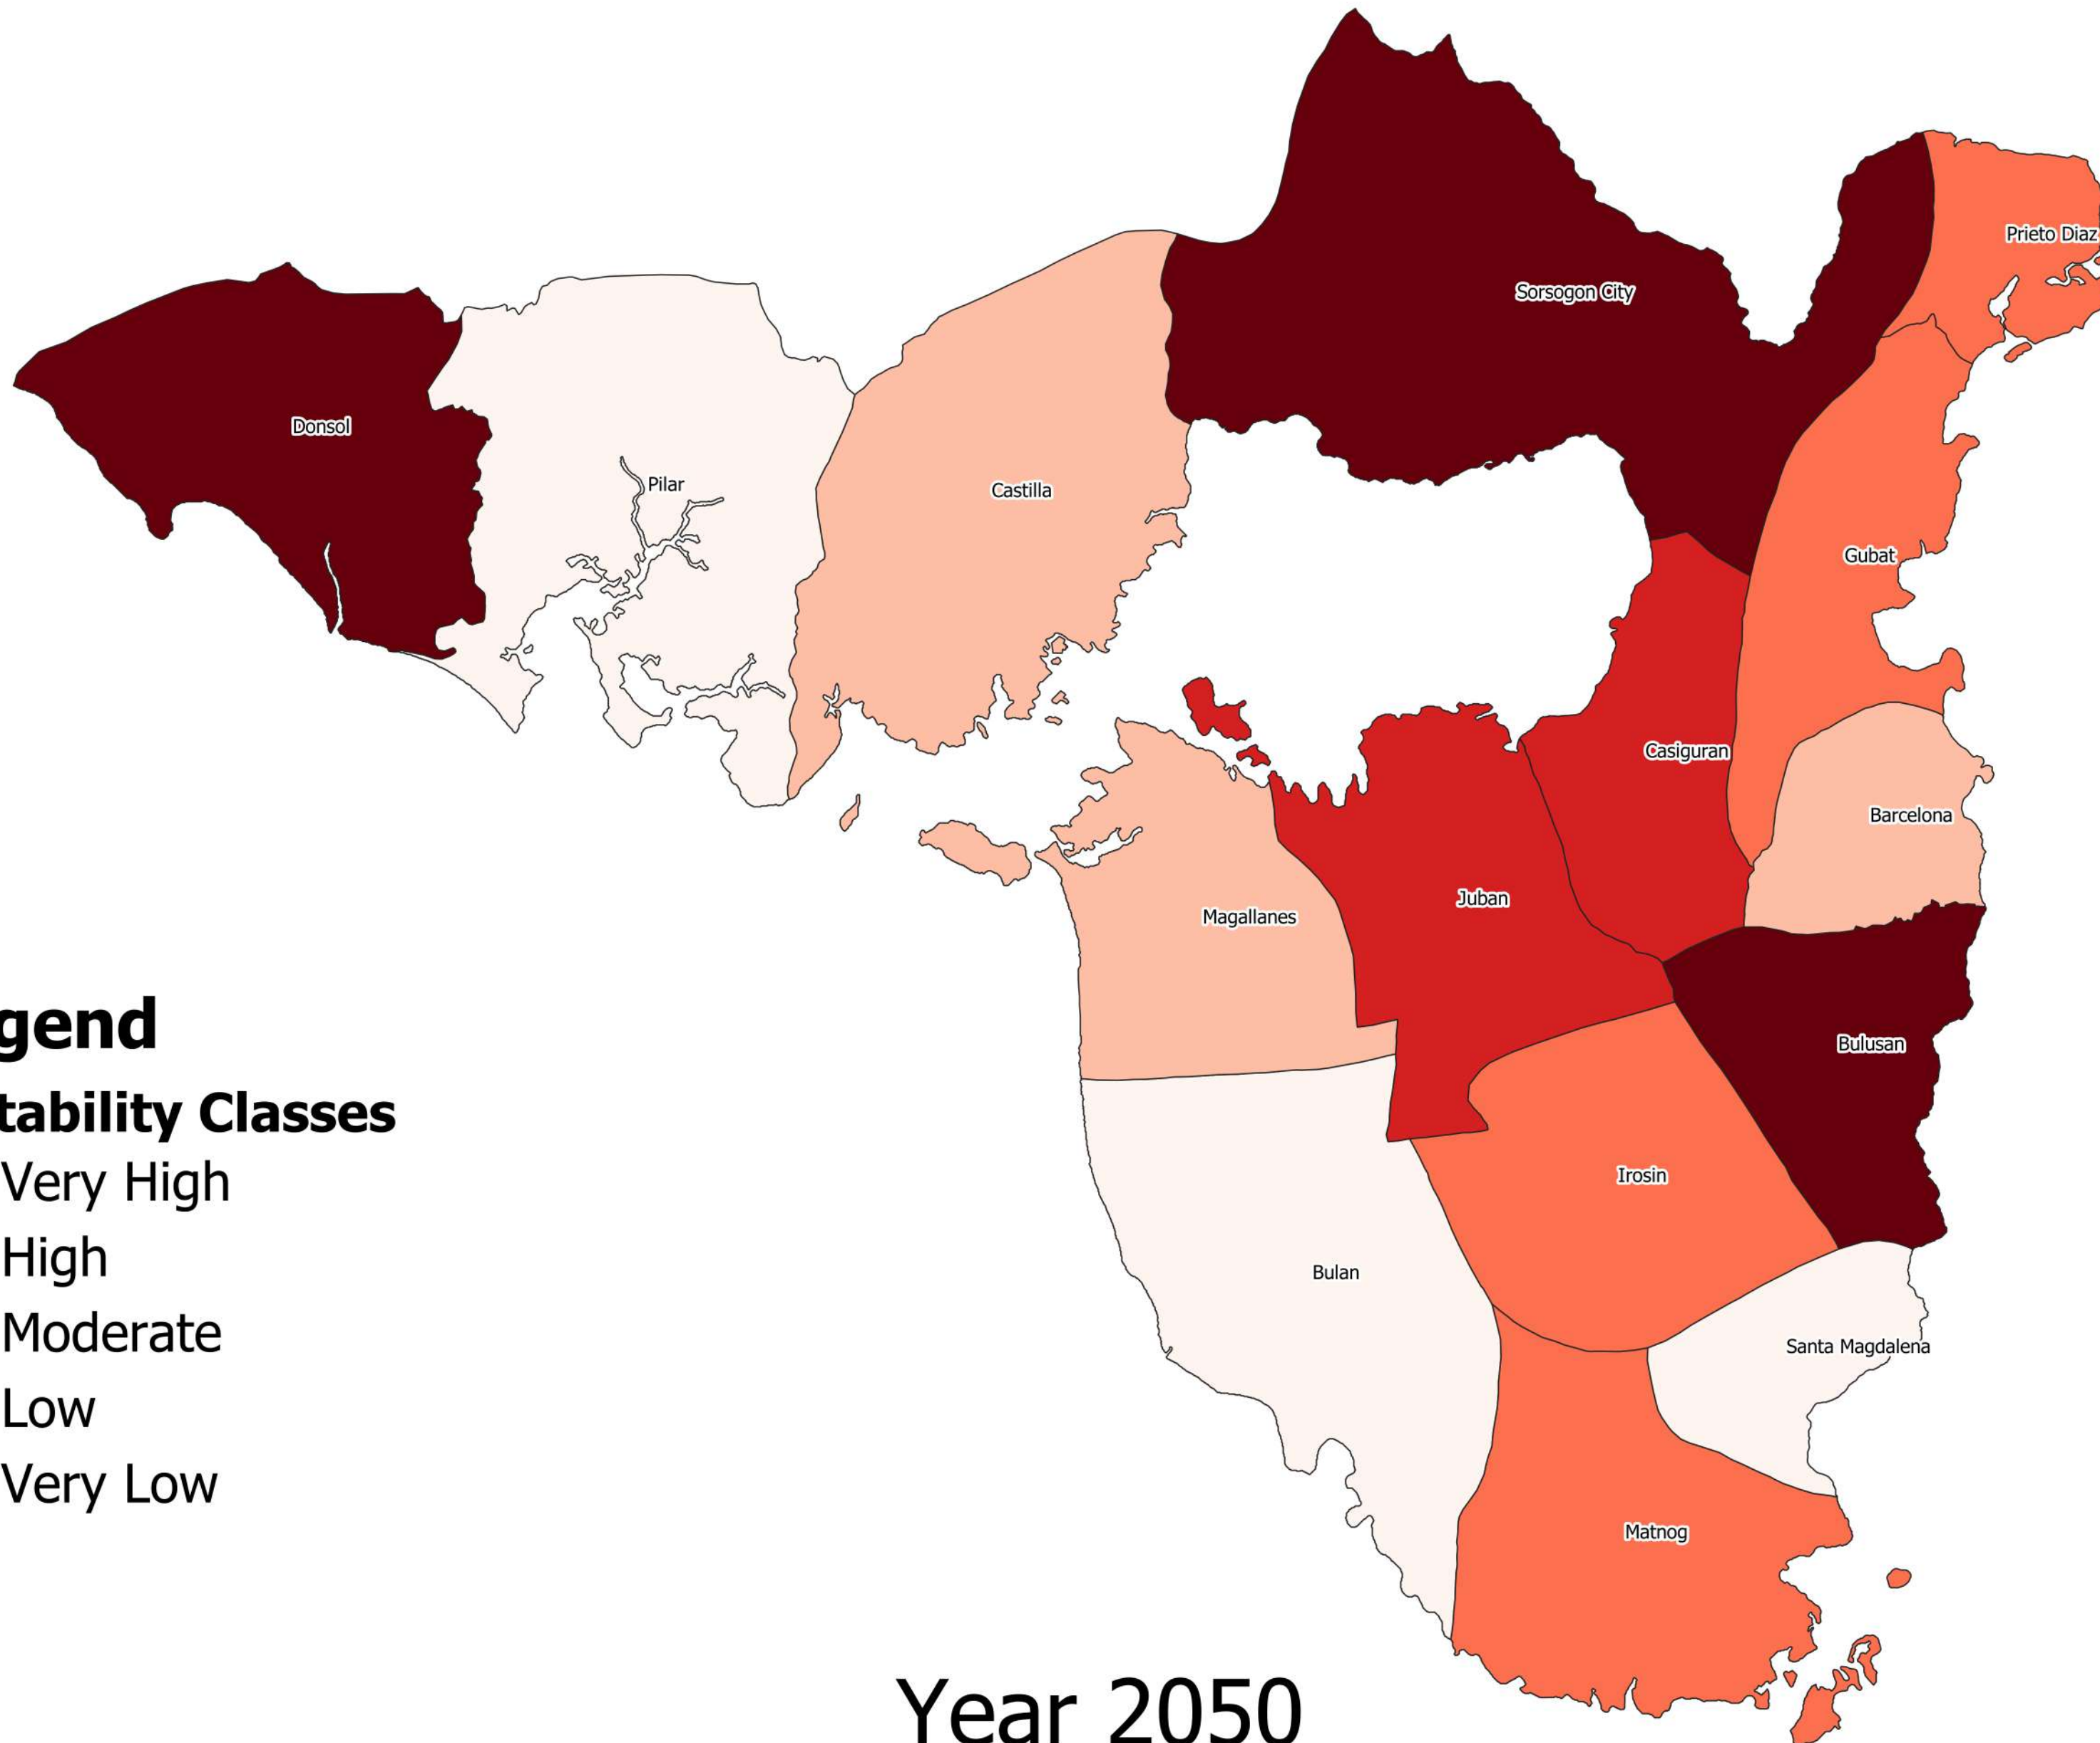 Sorsogon City
Prieto Diaz
Donsol
Pilar
Castilla
Gubat
Casiguran
Barcelona
Juban
Magallanes
Bulusan
Irosin
Bulan
Santa Magdalena
Matnog
gend
tability Classes
Very High
High
Moderate
Low
Very Low
Year 2050